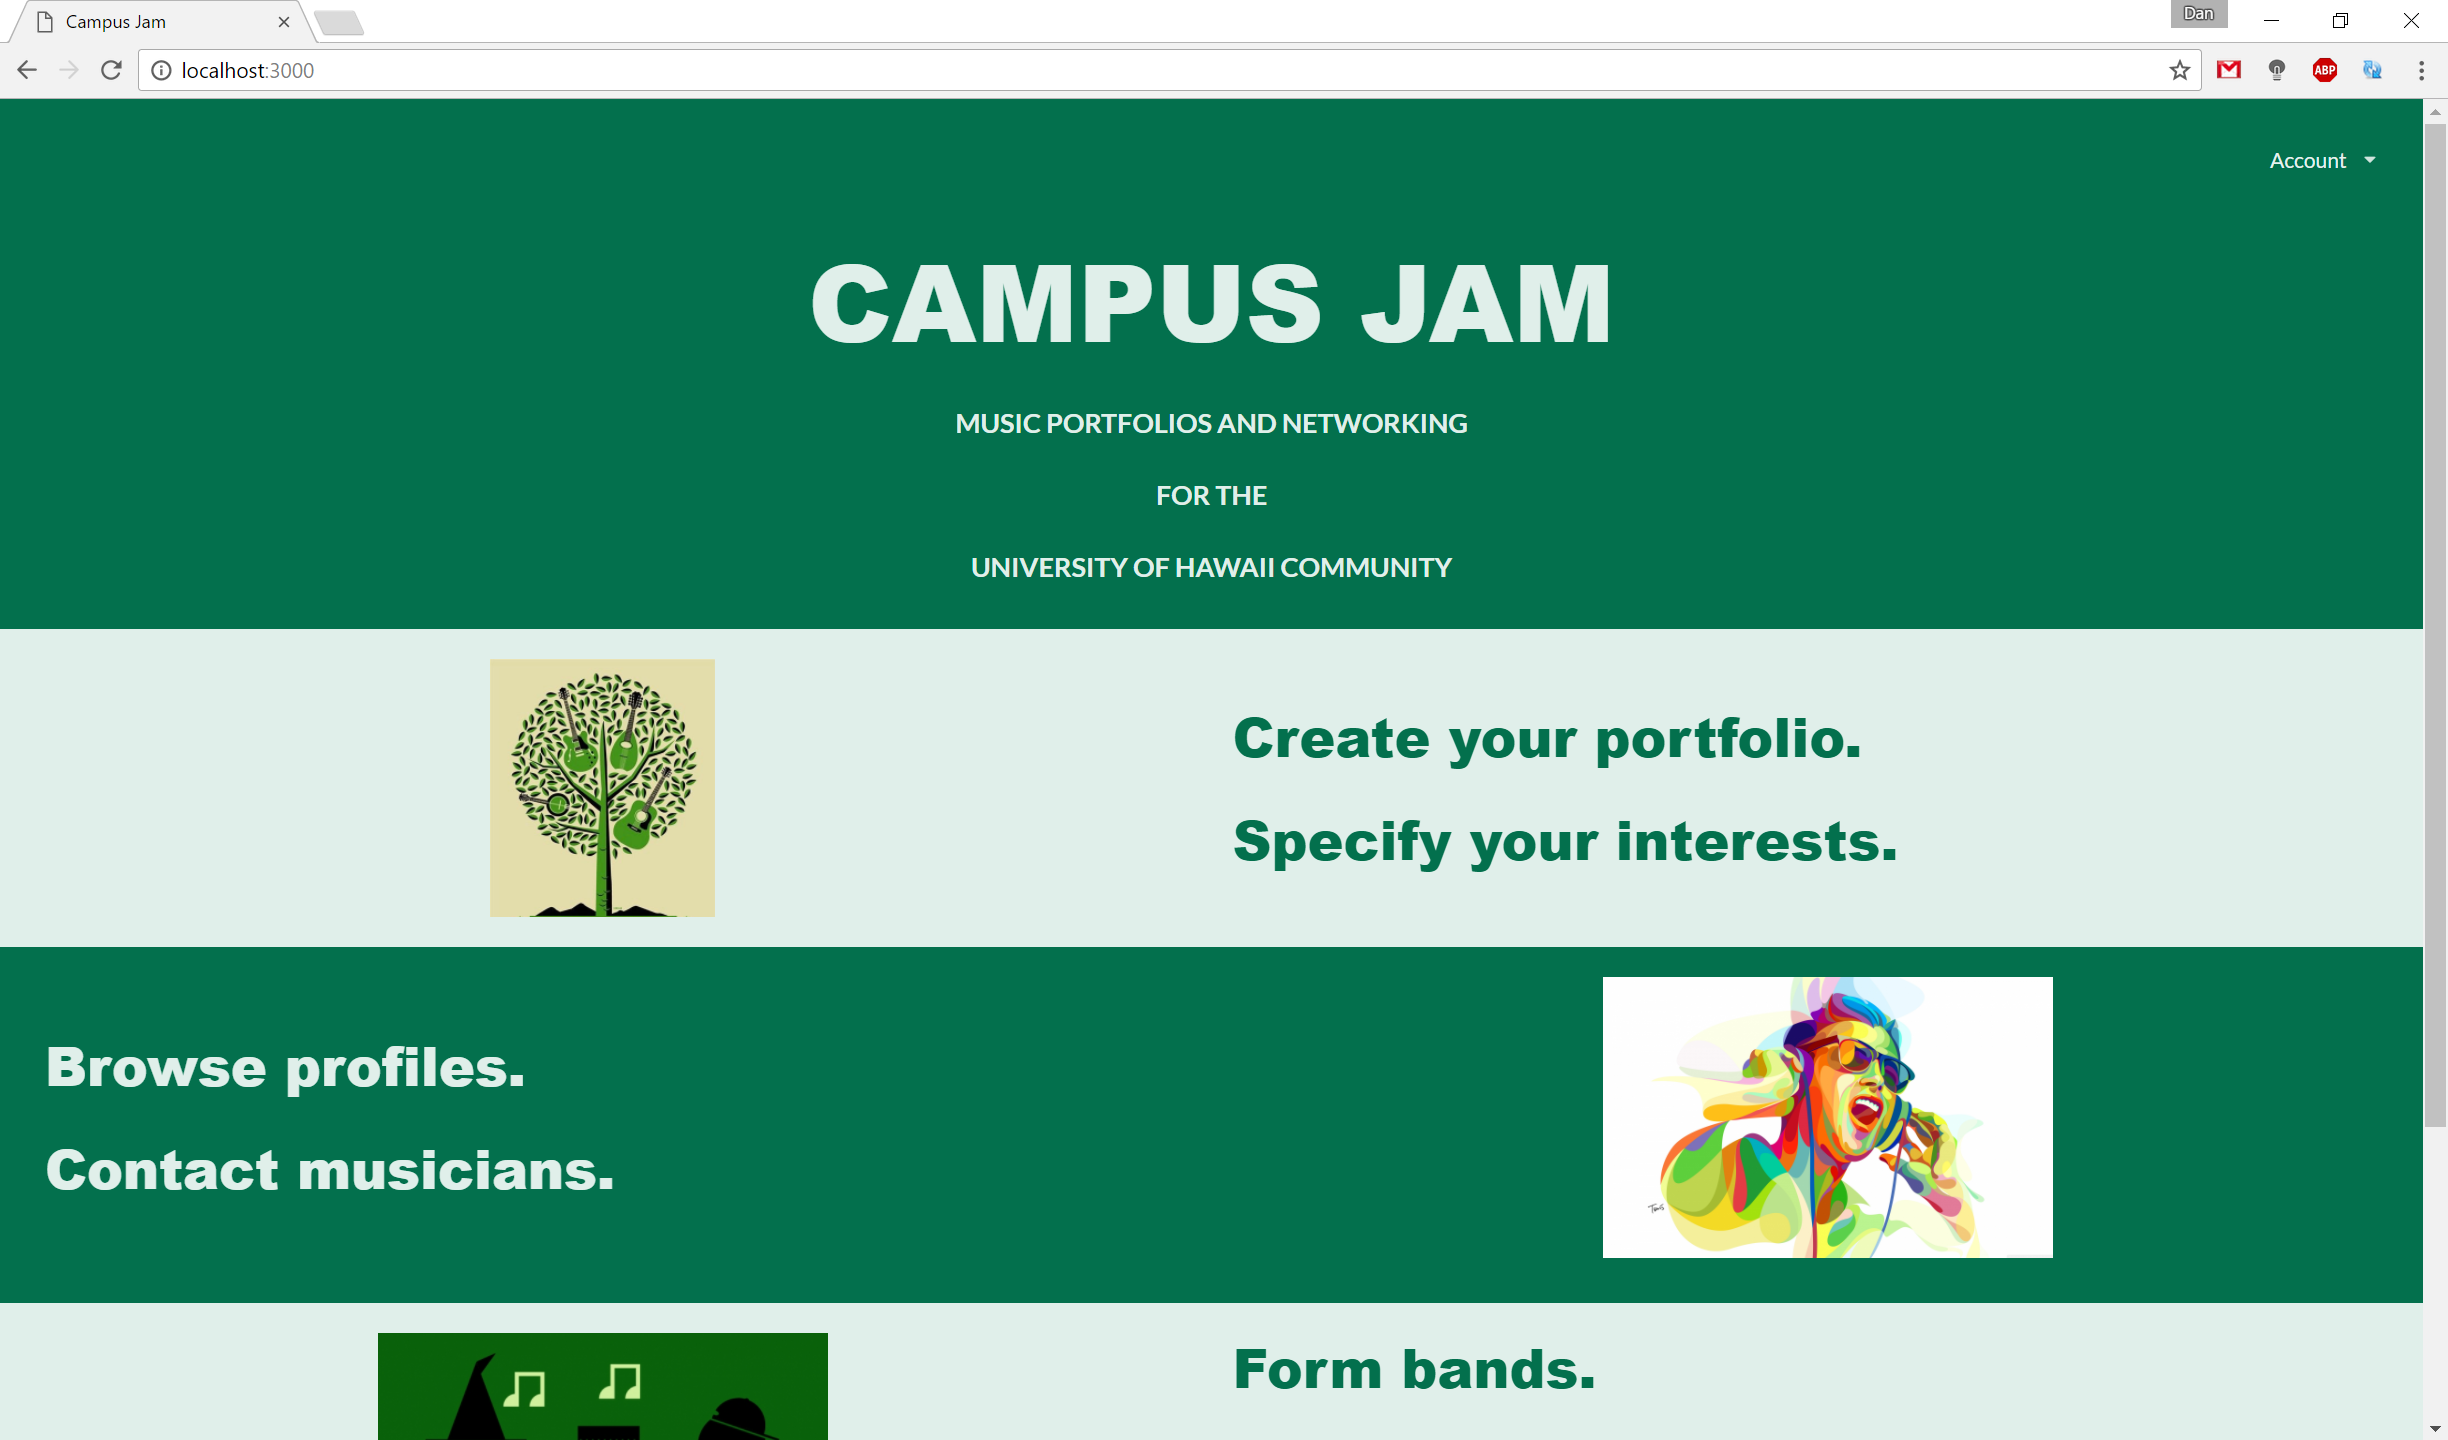 Campus Jam
Dan
localhost:3000
ABP
Account
CAMPUS JAM
MUSIC PORTFOLIOS AND NETWORKING
FOR THE
UNIVERSITY OF HAWAII COMMUNITY
Create your portfolio.
Specify your interests.
Browse profiles.
Contact musicians.
Form bands.